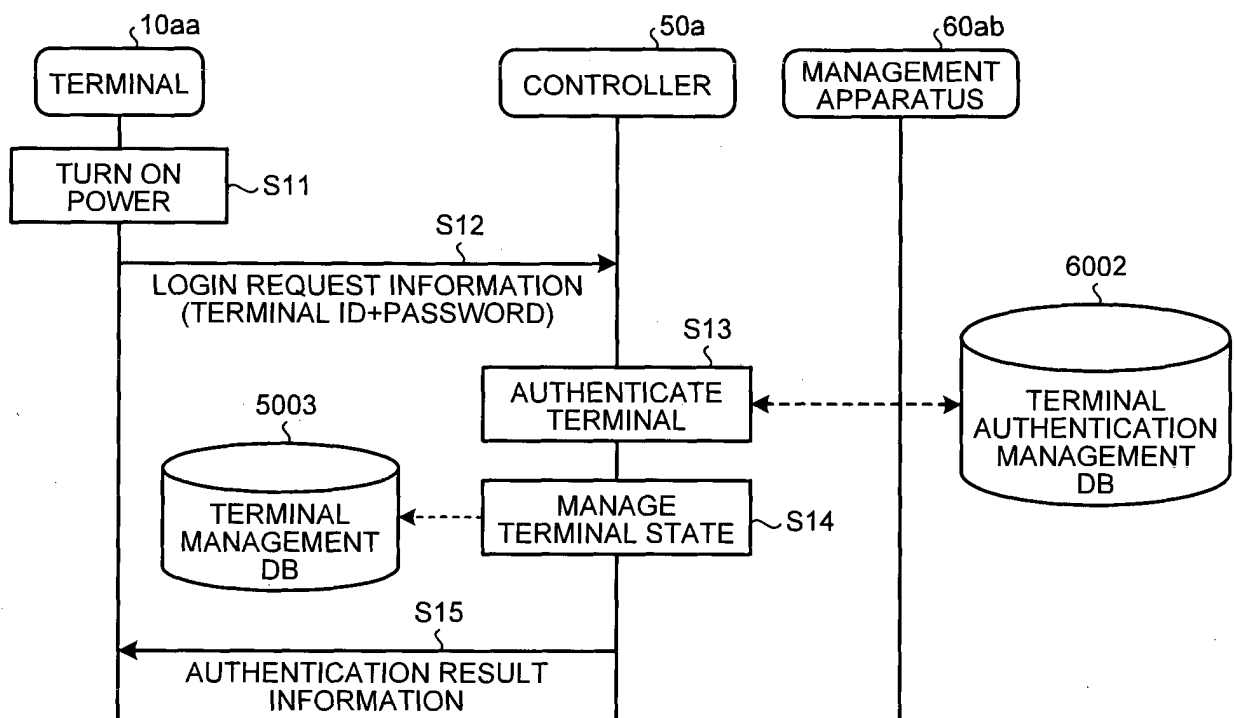 10aa
50a
60ab
TERMINAL
CONTROLLER
MANAGEMENT
APPARATUS
TURN ON
POWER
S11
S12
LOGIN REQUEST INFORMATION
(TERMINAL ID+PASSWORD)
6002
S13
AUTHENTICATE
TERMINAL
TERMINAL
AUTHENTICATION
MANAGEMENT
DB
5003
TERMINAL
MANAGEMENT
DB
MANAGE
TERMINAL STATE
S14
S15
AUTHENTICATION RESULT
INFORMATION